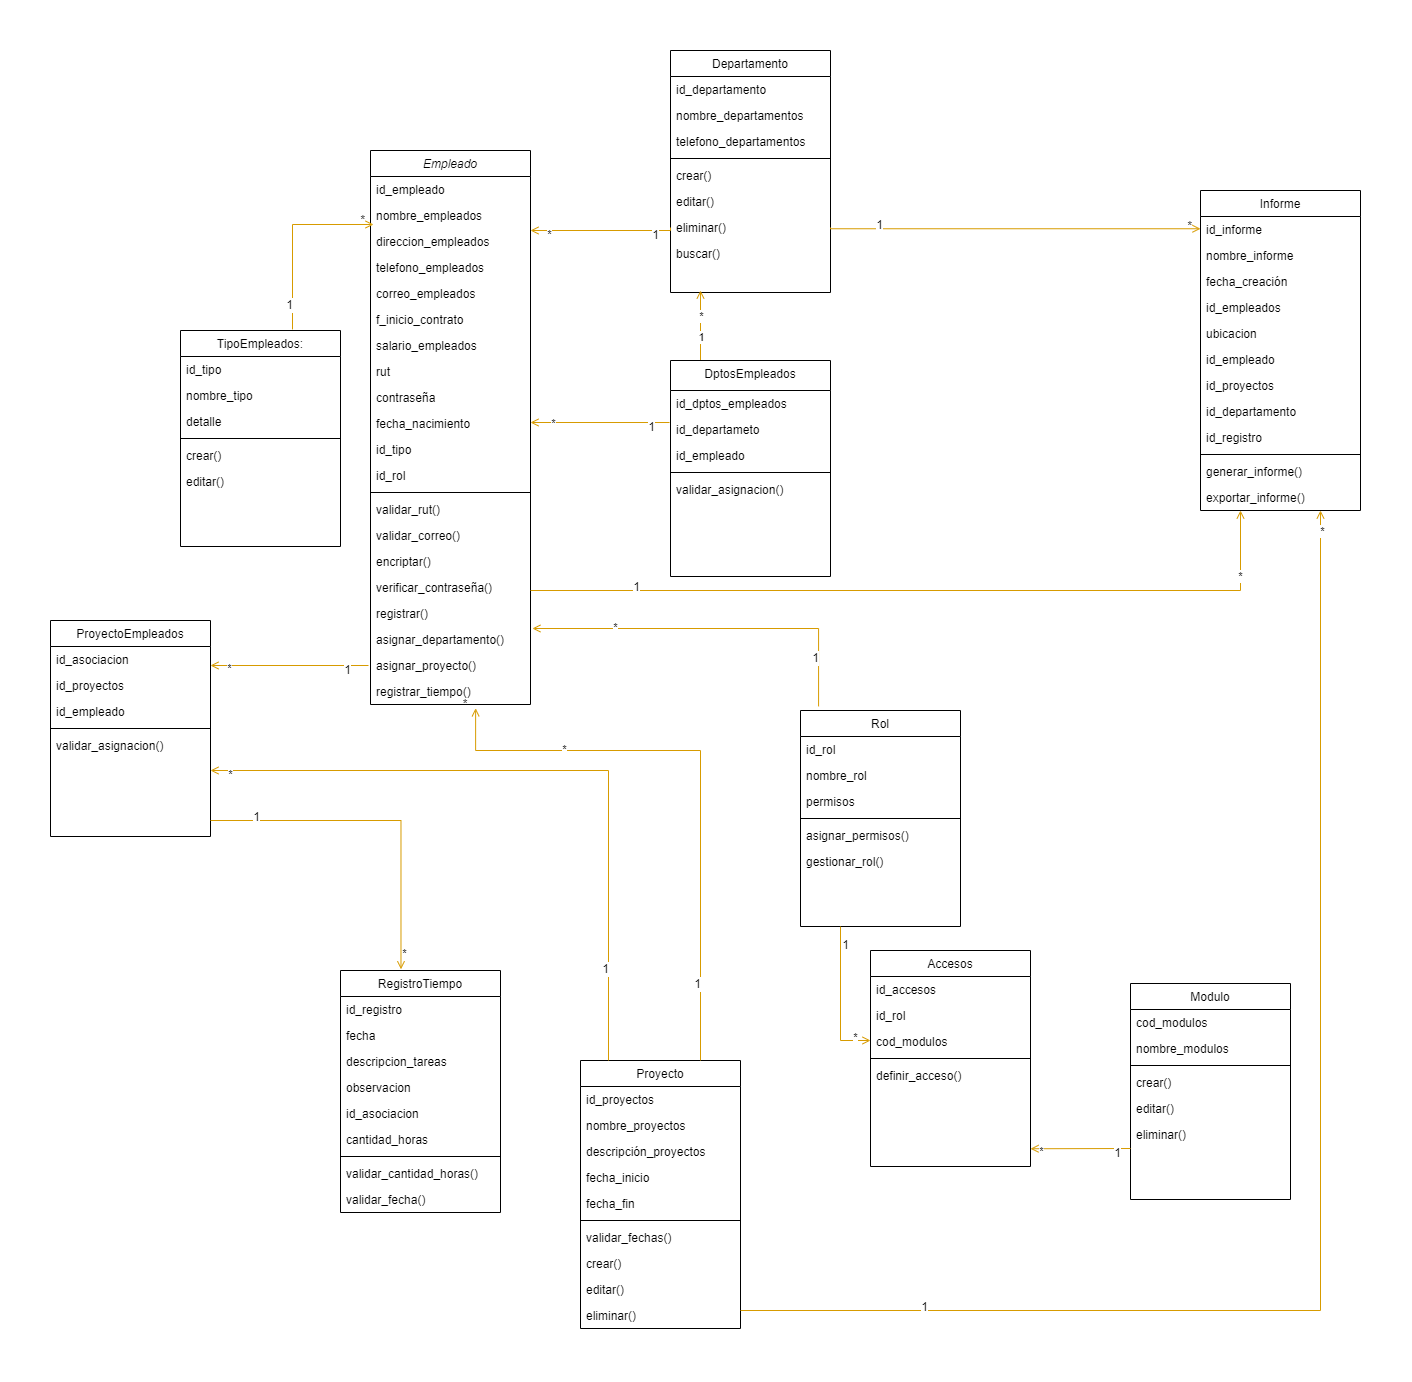 Departamento
id_departamento
nombre_departamentos
telefono_departamentos
crear()
editar()
eliminar()
buscar()
Empleado
id_empleado
nombre_empleados
direccion_empleados
telefono_empleados
correo_empleados
f_inicio_contrato
salario_empleados
rut
contraseña
fecha_nacimiento
id_tipo
id_rol
validar_rut()
validar_correo()
encriptar()
verificar_contraseña()
registrar()
asignar_departamento()
asignar_proyecto()
registrar_tiempo()
Informe
id_informe
nombre_informe
fecha_creación
id_empleados
ubicacion
id_empleado
id_proyectos
id_departamento
id_registro
generar_informe()
exportar_informe()
TipoEmpleados:
id_tipo
nombre_tipo
detalle
crear()
editar()
DptosEmpleados
id_dptos_empleados
id_departameto
id_empleado
validar_asignacion()
ProyectoEmpleados
id_asociacion
id_proyectos
id_empleado
validar_asignacion()
Rol
id_rol
nombre_rol
permisos
asignar_permisos()
gestionar_rol()
Accesos
id_accesos
id_rol
cod_modulos
definir_acceso()
Modulo
cod_modulos
nombre_modulos
crear()
editar()
eliminar()
RegistroTiempo
id_registro
fecha
descripcion_tareas
observacion
id_asociacion
cantidad_horas
validar_cantidad_horas()
validar_fecha()
Proyecto
id_proyectos
nombre_proyectos
descripción_proyectos
fecha_inicio
fecha_fin
validar_fechas()
crear()
editar()
eliminar()
*
1
*
1
1
*
*
1
*
1
1
*
*
*
1
*
1
*
*
*
1
*
1
1
1
*
1
*
1
1